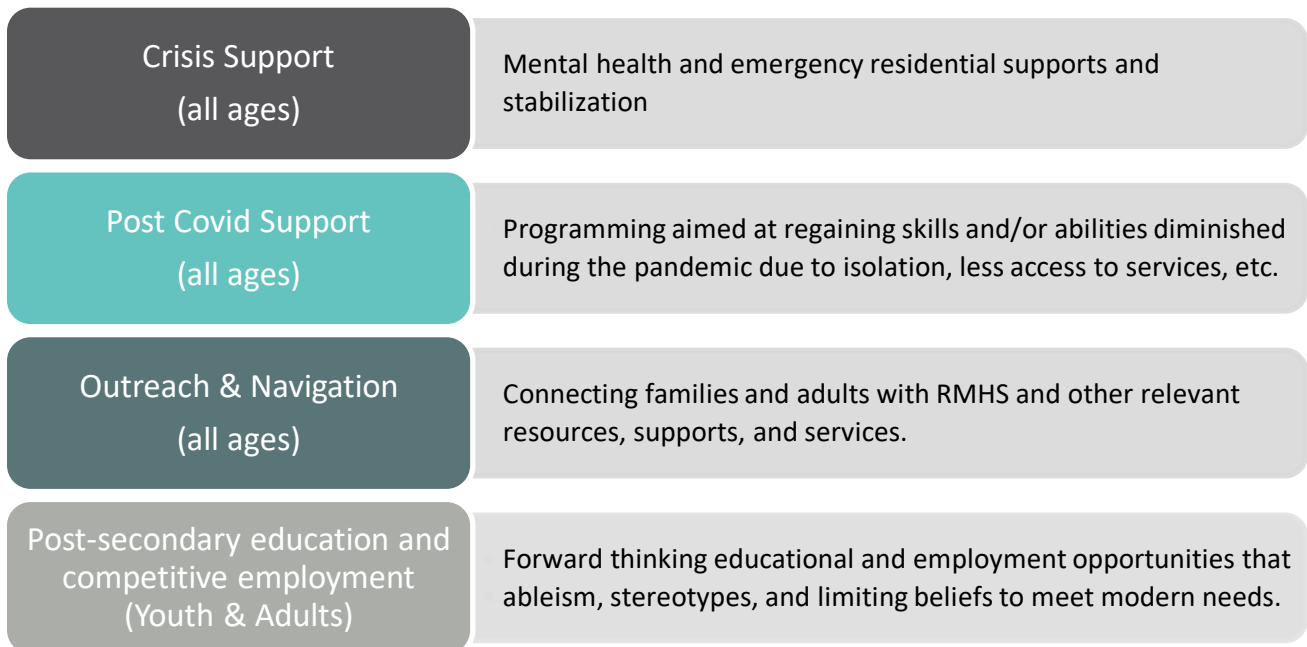 Crisis Support
(all ages)
Mental health and emergency residential supports and
stabilization
Post Covid Support
(all ages)
Programming aimed at regaining skills and/or abilities diminished
during the pandemic due to isolation, less access to services, etc.
Outreach & Navigation
(all ages)
Connecting families and adults with RMHS and other relevant
resources, supports, and services.
Post-secondary education and
competitive employment
(Youth & Adults)
Forward thinking educational and employment opportunities that
ableism, stereotypes, and limiting beliefs to meet modern needs.